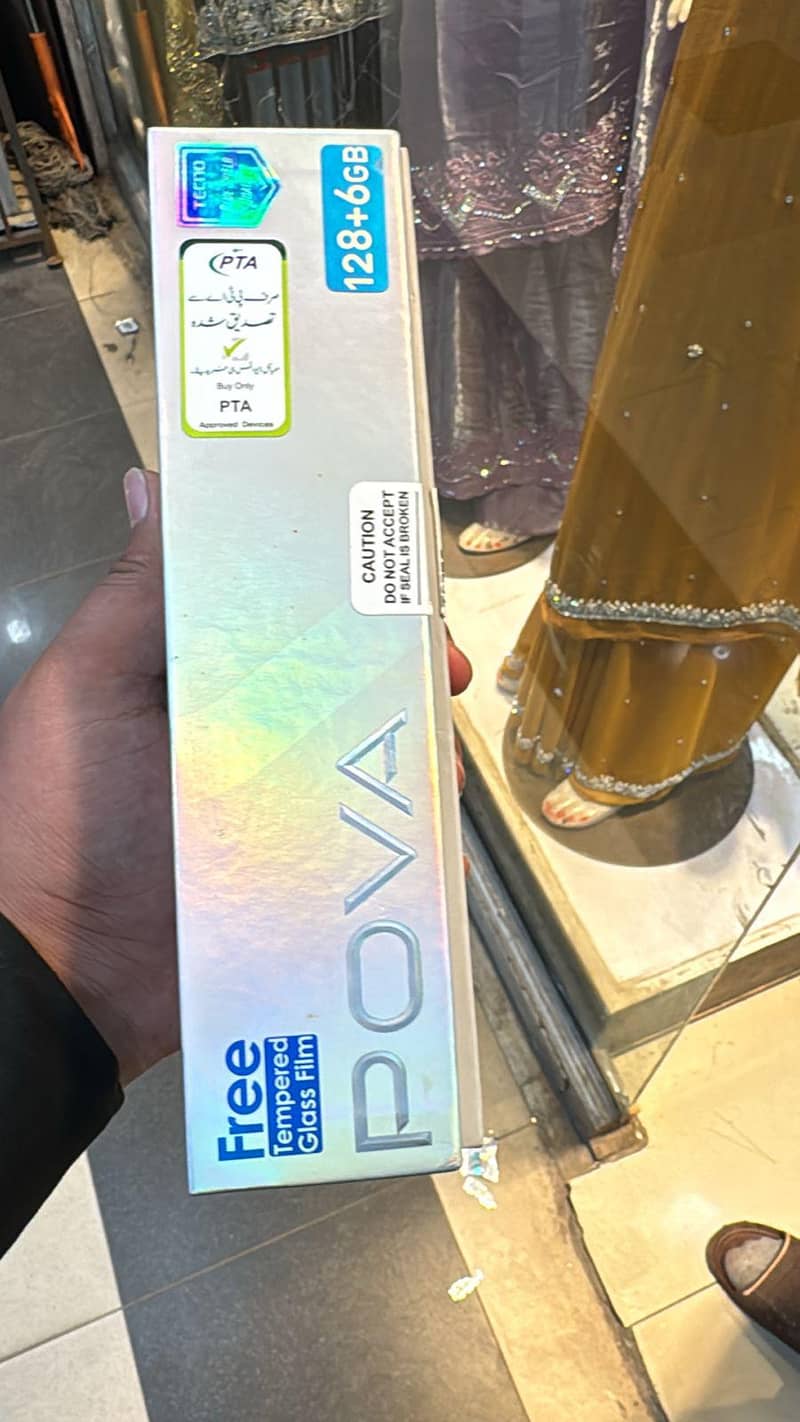 TECNO
128+6GB
PTA
صرف پی ٹی اے سے
تصدیق شدہ
Buy Only
PTA
Approved Devices
CAUTION
DO NOT ACCEPT
IF SEAL IS BROKEN
POVA
Free
Tempered
Glass Film